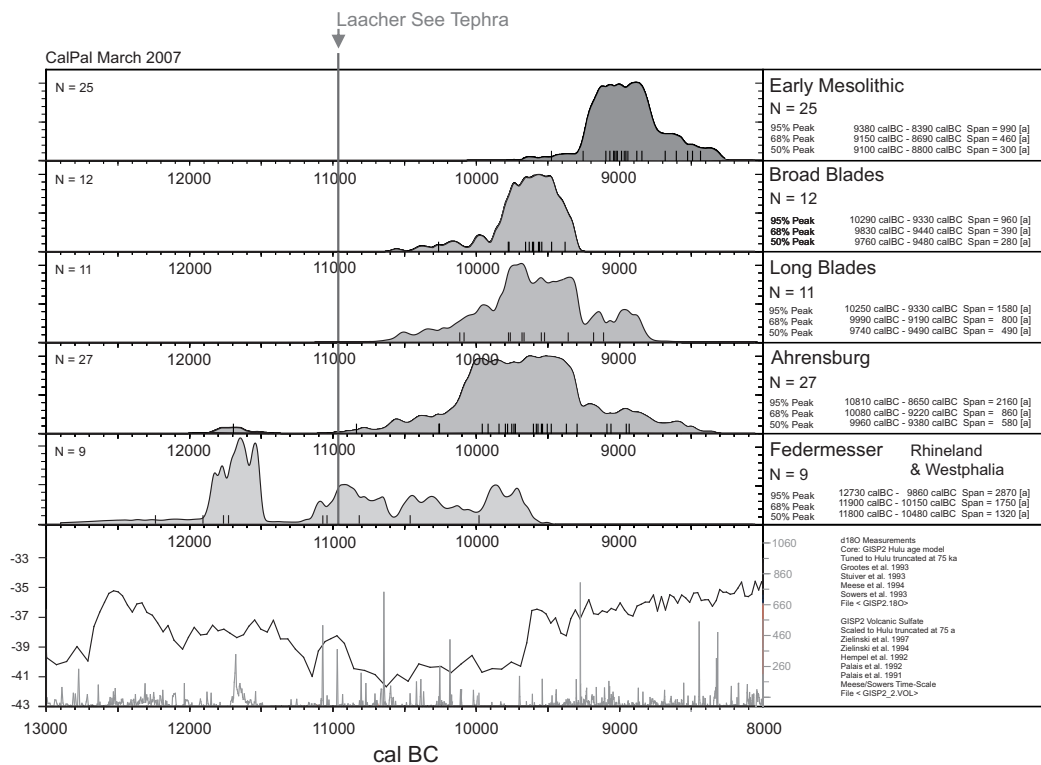 Laacher See Tephra
CalPal March 2007
N = 25
Early Mesolithic
N = 25
95% Peak 9380 calBC - 8390 calBC Span = 990 [a]
68% Peak 9150 calBC - 8690 calBC Span = 460 [a]
50% Peak 9100 calBC - 8800 calBC Span = 300 [a]
12000 11000 10000 9000
N = 12
Broad Blades
N = 12
95% Peak 10290 calBC - 9330 calBC Span = 960 [a]
68% Peak 9830 calBC - 9440 calBC Span = 390 [a]
50% Peak 9760 calBC - 9480 calBC Span = 280 [a]
12000 11000 10000 9000
N = 11
Long Blades
N = 11
95% Peak 10250 calBC - 9330 calBC Span = 1580 [a]
68% Peak 9990 calBC - 9190 calBC Span = 800 [a]
50% Peak 9740 calBC - 9490 calBC Span = 490 [a]
12000 11000 10000 9000
N = 27
Ahrensburg
N = 27
95% Peak 10810 calBC - 8650 calBC Span = 2160 [a]
68% Peak 10080 calBC - 9220 calBC Span = 860 [a]
50% Peak 9960 calBC - 9380 calBC Span = 580 [a]
12000 11000 10000 9000
N = 9
Federmesser Rhineland
& Westphalia
N = 9
95% Peak 12730 calBC - 9860 calBC Span = 2870 [a]
68% Peak 11900 calBC - 10150 calBC Span = 1750 [a]
50% Peak 11800 calBC - 10480 calBC Span = 1320 [a]
12000 11000 10000 9000
-33
-35
-37
-39
-41
-43
1060
860
660
460
260
d18O Measurements
Core: GISP2 Hulu age model
Tuned to Hulu truncated at 75 ka
Grootes et al. 1993
Stuiver et al. 1993
Meese et al. 1994
Sowers et al. 1993
File < GISP2.18O>
GISP2 Volcanic Sulfate
Scaled to Hulu truncated at 75 a
Zielinski et al. 1997
Zielinski et al. 1994
Hempel et al. 1992
Palais et al. 1992
Palais et al. 1991
Meese/Sowers Time-Scale
File < GISP2_2.VOL>
13000 12000 11000 10000 9000 8000
cal BC